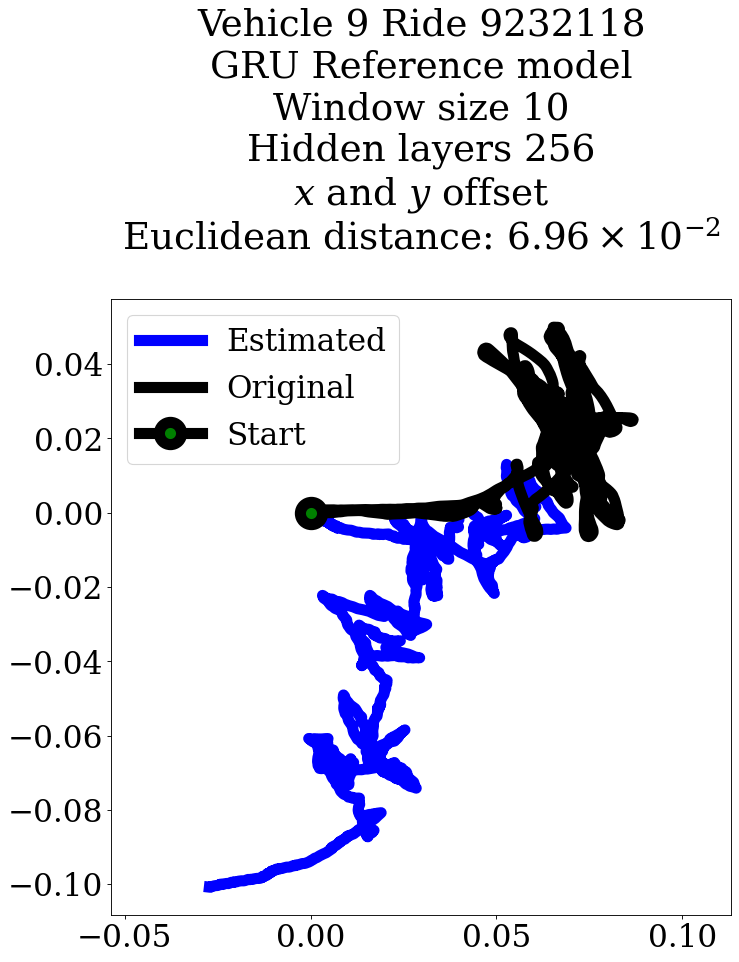 Vehicle 9 Ride 9232118
GRU Reference model
Window size 10
Hidden layers 256
x and y offset
Euclidean distance: 6.96 × 10⁻²
Estimated
Original
Start
0.04
0.02
0.00
−0.02
−0.04
−0.06
−0.08
−0.10
−0.05 0.00 0.05 0.10